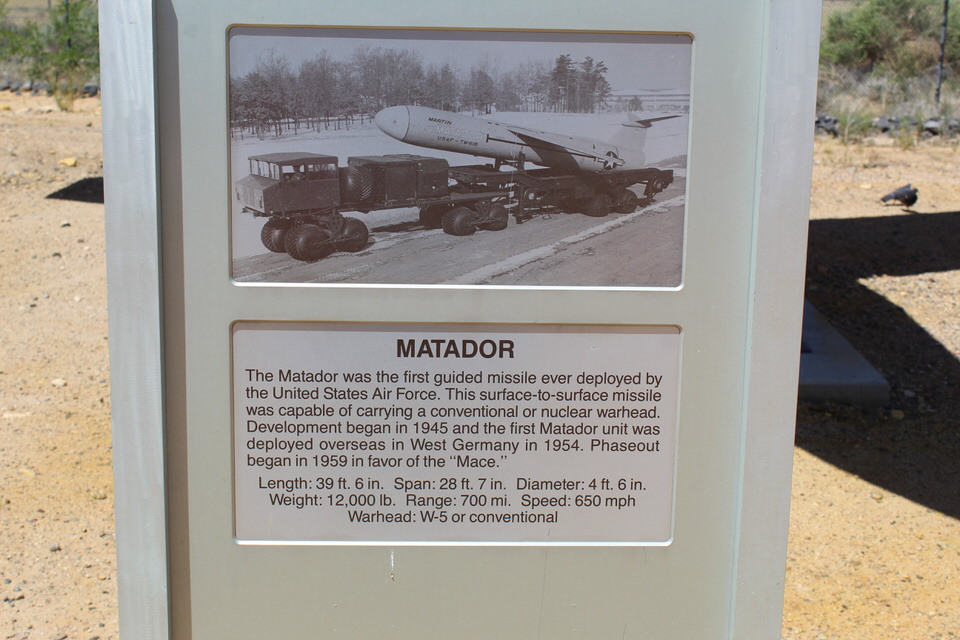 MARTIN
USAF-TM61B
MATADOR
The Matador was the first guided missile ever deployed by
the United States Air Force. This surface-to-surface missile
was capable of carrying a conventional or nuclear warhead.
Development began in 1945 and the first Matador unit was
deployed overseas in West Germany in 1954. Phaseout
began in 1959 in favor of the “Mace.”
Length: 39 ft. 6 in. Span: 28 ft. 7 in. Diameter: 4 ft. 6 in.
Weight: 12,000 lb. Range: 700 mi. Speed: 650 mph
Warhead: W-5 or conventional